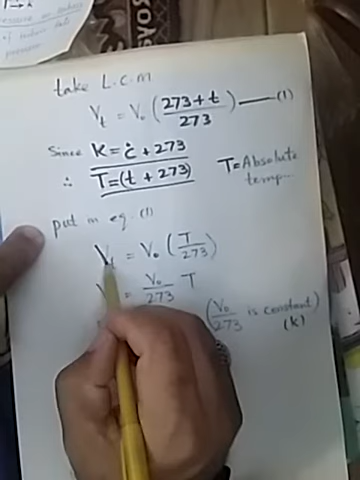 take L.C.M
Vt = V₀ (273+t / 273) —(1)
Since K = °C + 273
∴ T = (t + 273) T = Absolute temp...
put in eq. (1)
Vt = V₀ (T / 273)
V₀ / 273 T
(V₀ / 273 is constant) (K)